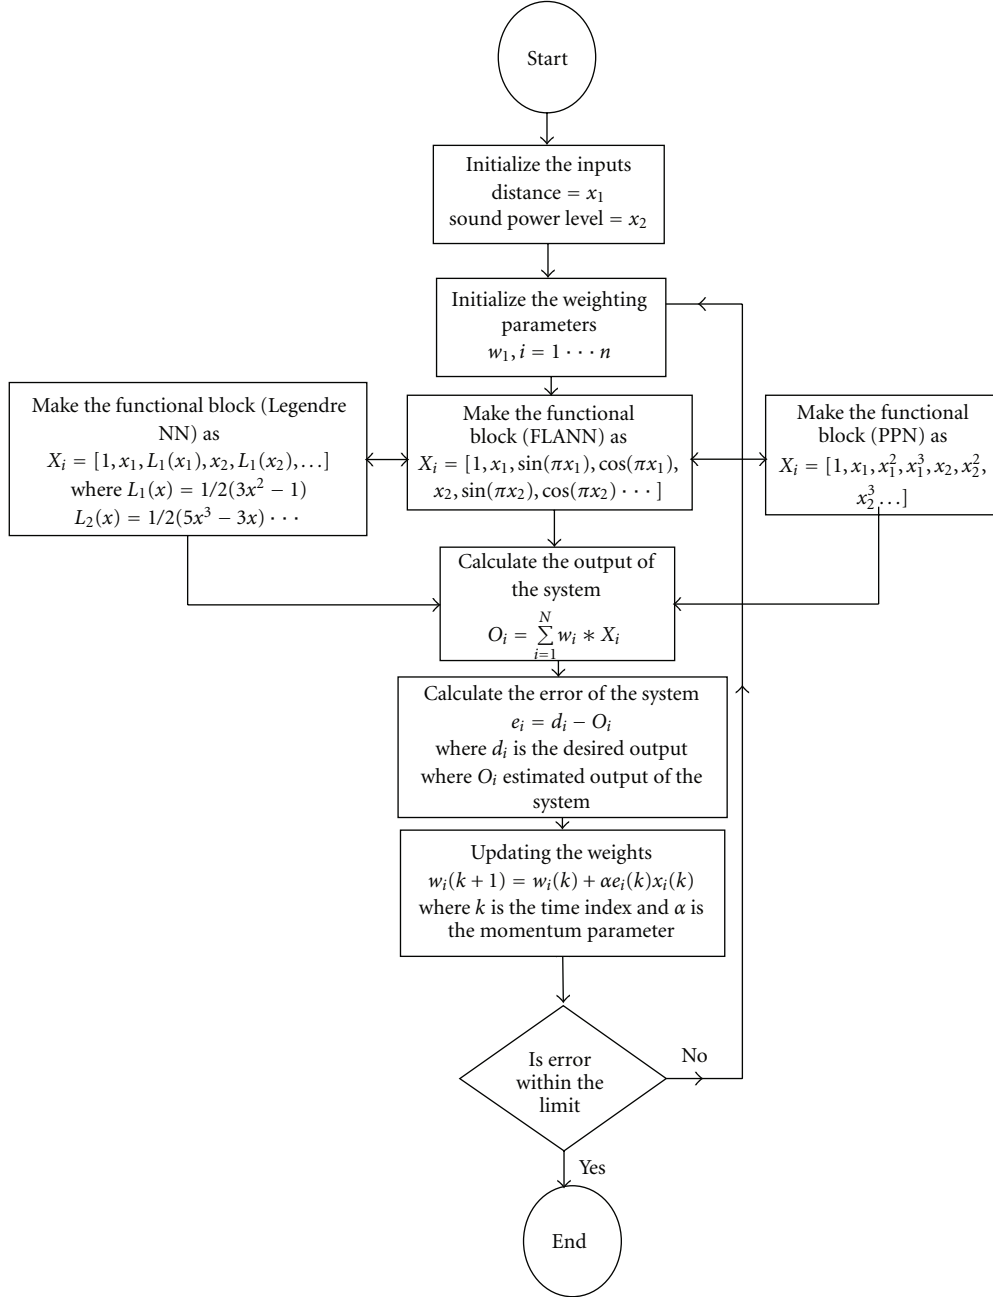 Start
Initialize the inputs
distance = x₁
sound power level = x₂
Initialize the weighting
parameters
w₁, i = 1 · · · n
Make the functional block (Legendre
NN) as
Xᵢ = [1, x₁, L₁(x₁), x₂, L₁(x₂), . . .]
where L₁(x) = 1/2(3x² − 1)
L₂(x) = 1/2(5x³ − 3x) · · ·
Make the functional
block (FLANN) as
Xᵢ = [1, x₁, sin(πx₁), cos(πx₁),
x₂, sin(πx₂), cos(πx₂) · · · ]
Make the functional
block (PPN) as
Xᵢ = [1, x₁, x₁², x₁³, x₂, x₂²,
x₂³ . . .]
Calculate the output of
the system
Oᵢ = ∑ᵢ₌₁ᴺ wᵢ ∗ Xᵢ
Calculate the error of the system
eᵢ = dᵢ − Oᵢ
where dᵢ is the desired output
where Oᵢ estimated output of the
system
Updating the weights
wᵢ(k + 1) = wᵢ(k) + αeᵢ(k)xᵢ(k)
where k is the time index and α is
the momentum parameter
Is error
within the
limit
No
Yes
End